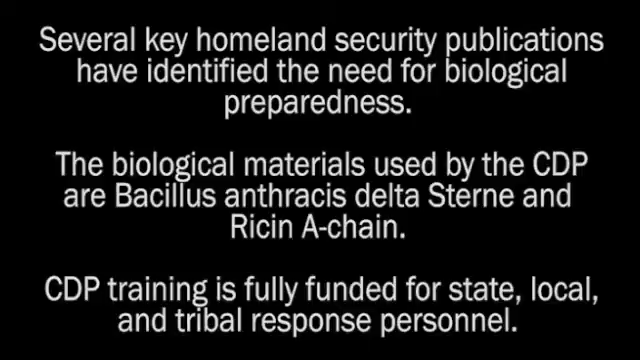 Several key homeland security publications
have identified the need for biological
preparedness.
The biological materials used by the CDP
are Bacillus anthracis delta Sterne and
Ricin A-chain.
CDP training is fully funded for state, local,
and tribal response personnel.